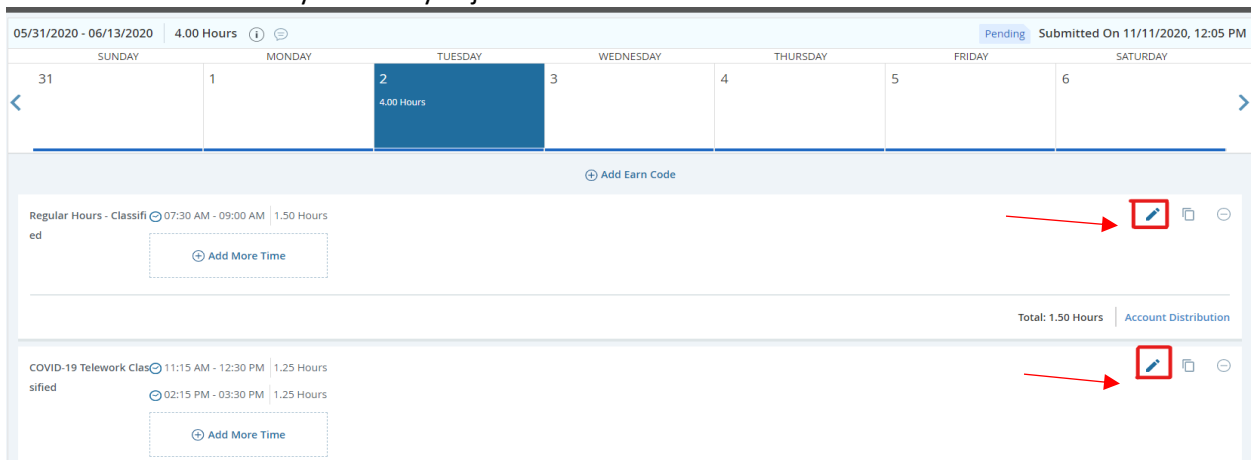 05/31/2020 - 06/13/2020 4.00 Hours Pending Submitted On 11/11/2020, 12:05 PM
SUNDAY MONDAY TUESDAY WEDNESDAY THURSDAY FRIDAY SATURDAY
31 1 2 3 4 5 6
4.00 Hours
Add Earn Code
Regular Hours - Classifi 07:30 AM - 09:00 AM 1.50 Hours
ed
Add More Time
Total: 1.50 Hours Account Distribution
COVID-19 Telework Clas 11:15 AM - 12:30 PM 1.25 Hours
sified 02:15 PM - 03:30 PM 1.25 Hours
Add More Time